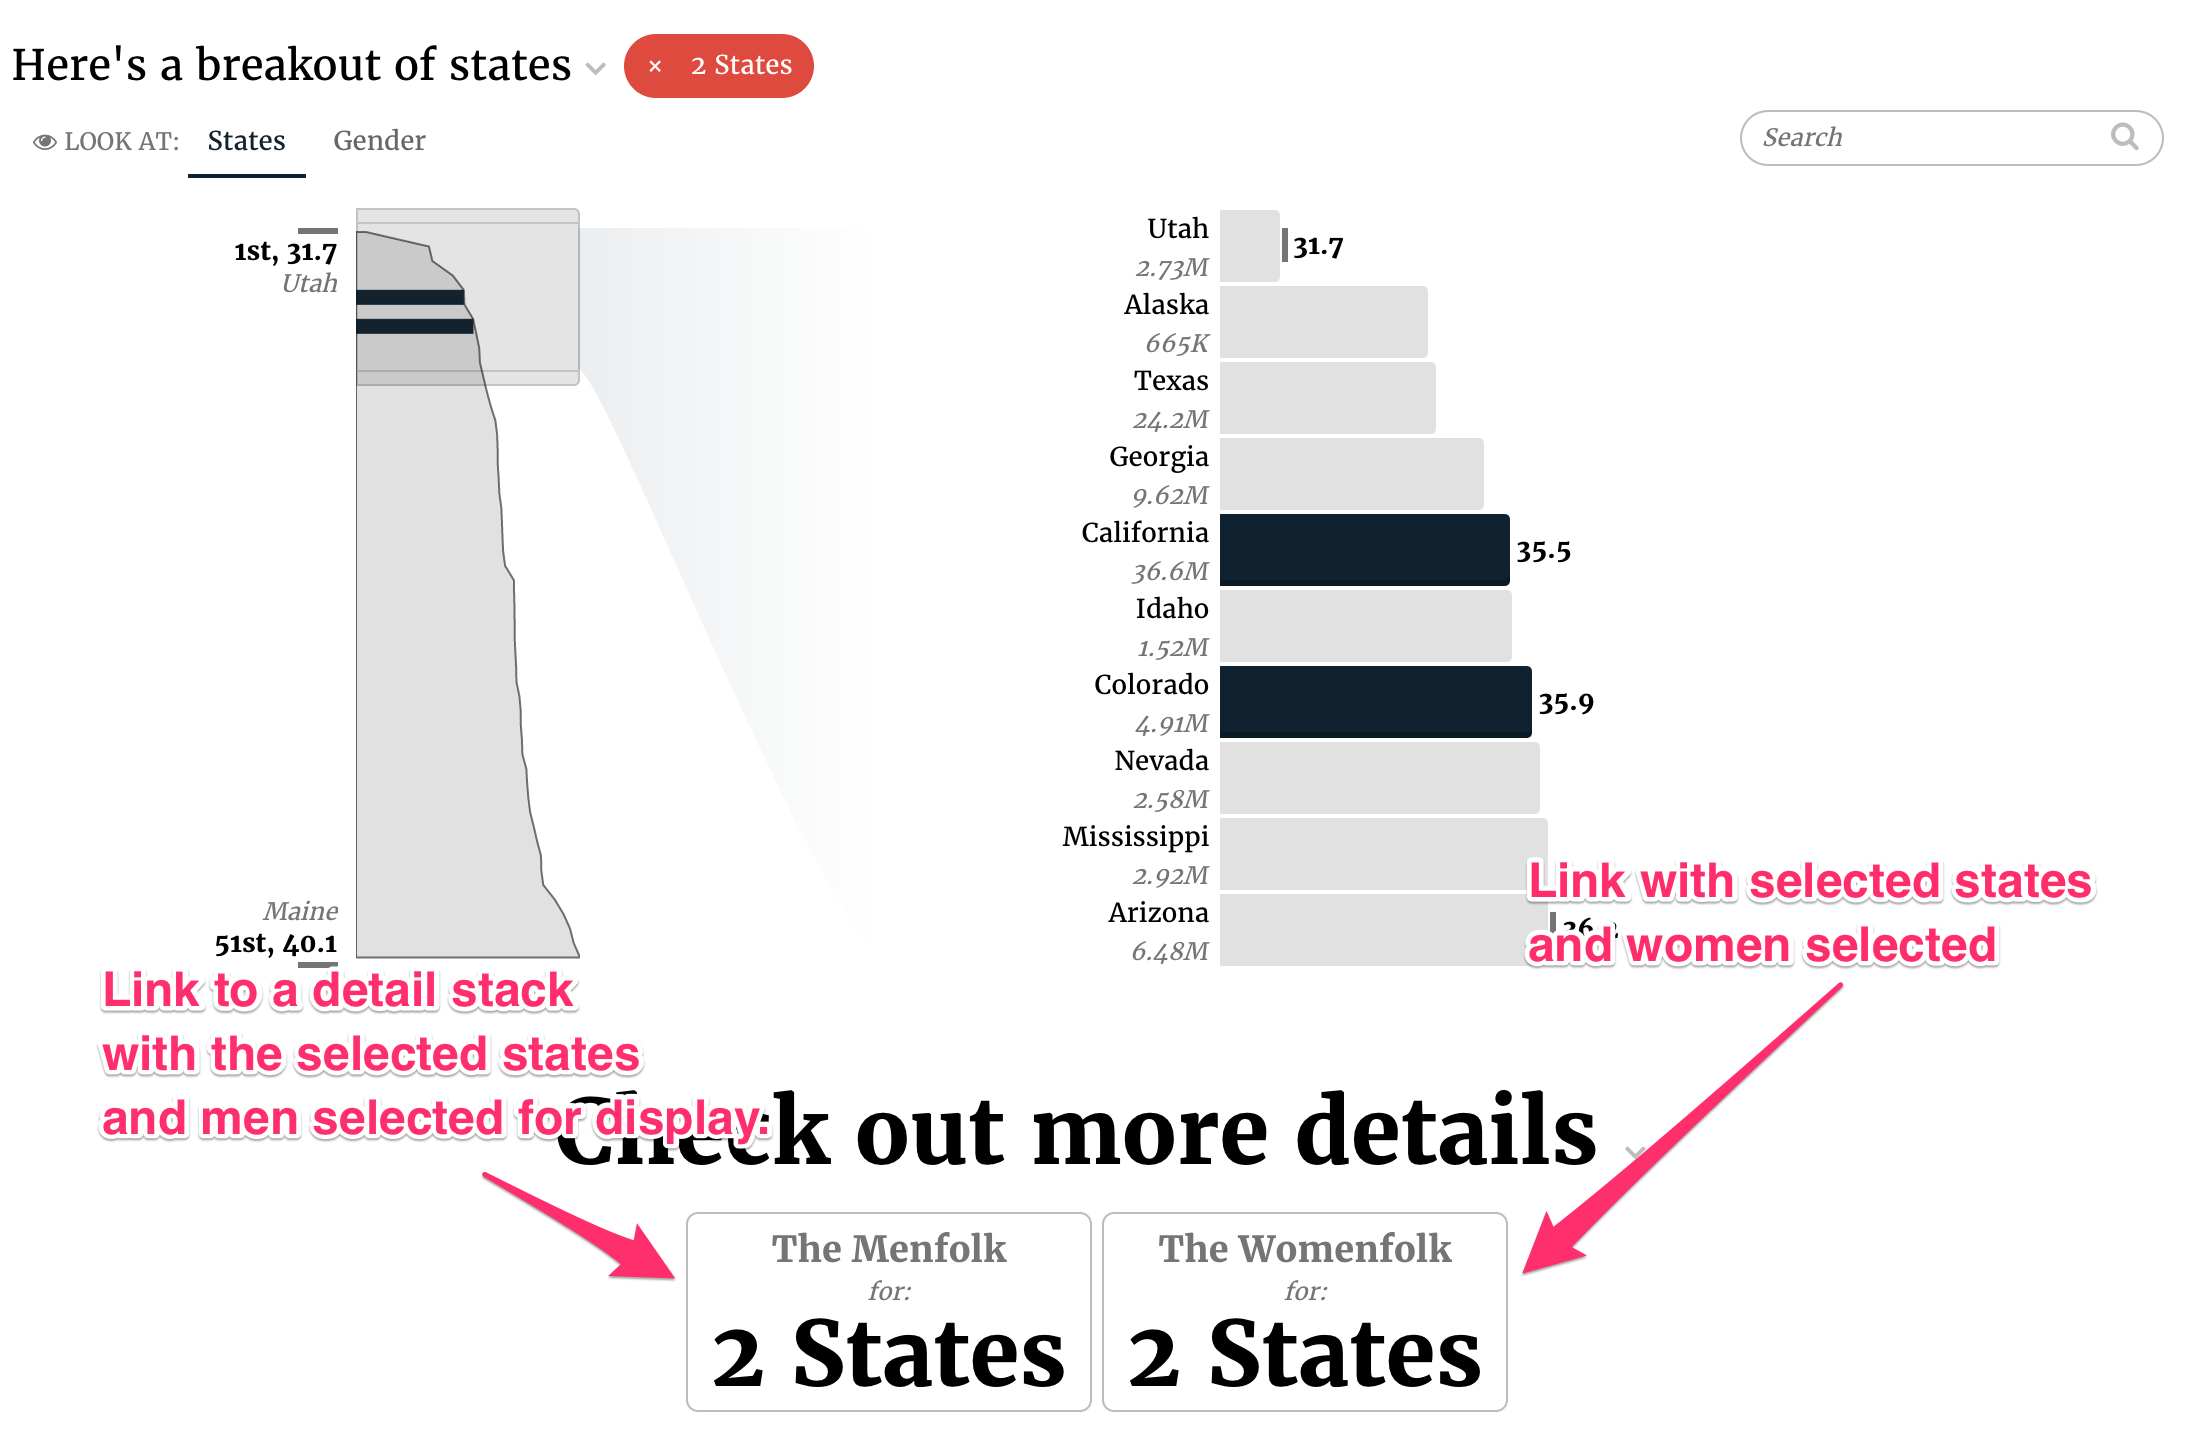 Here's a breakout of states
× 2 States
LOOK AT: States Gender
Search
1st, 31.7
Utah
Maine
51st, 40.1
Utah
2.73M
31.7
Alaska
665K
Texas
24.2M
Georgia
9.62M
California
36.6M
35.5
Idaho
1.52M
Colorado
4.91M
35.9
Nevada
2.58M
Mississippi
2.92M
Arizona
6.48M
Link with selected states
and women selected
Link to a detail stack
with the selected states
and men selected for display.
Check out more details
The Menfolk
for:
2 States
The Womenfolk
for:
2 States